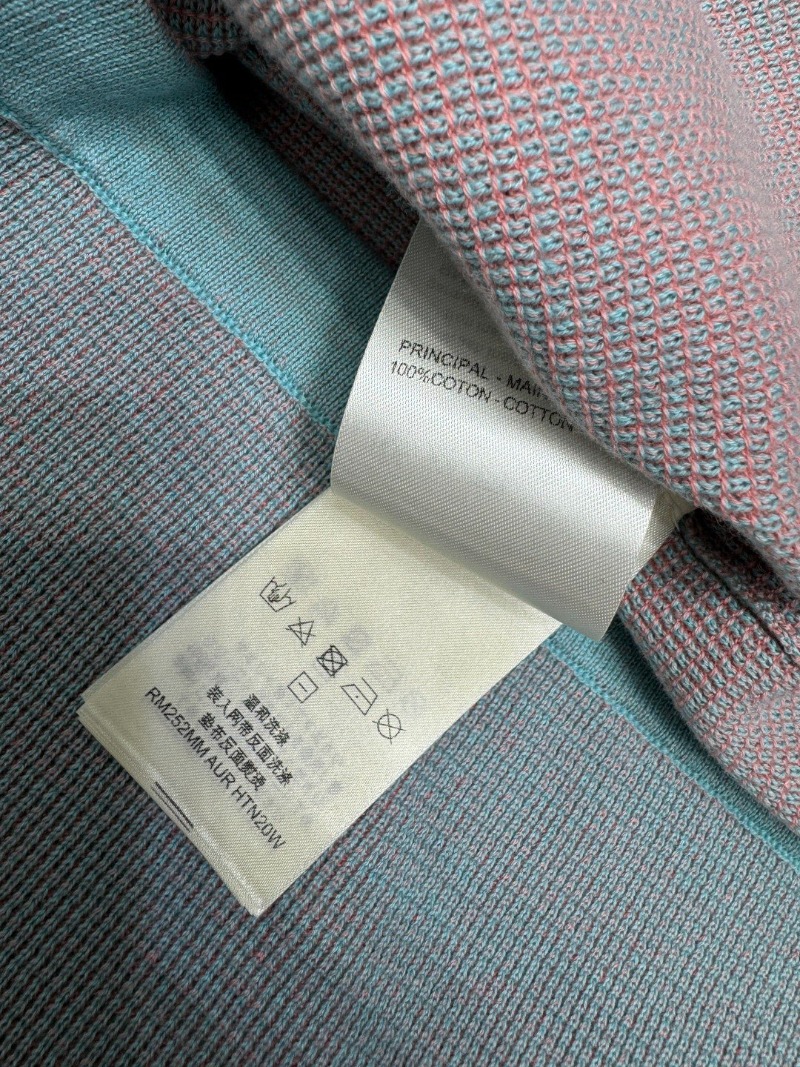 PRINCIPAL - MAIN
100%COTON - COTTON
温和洗涤
装入网带反面洗涤
垫布反面熨烫
RM252MM AUR HTN20W